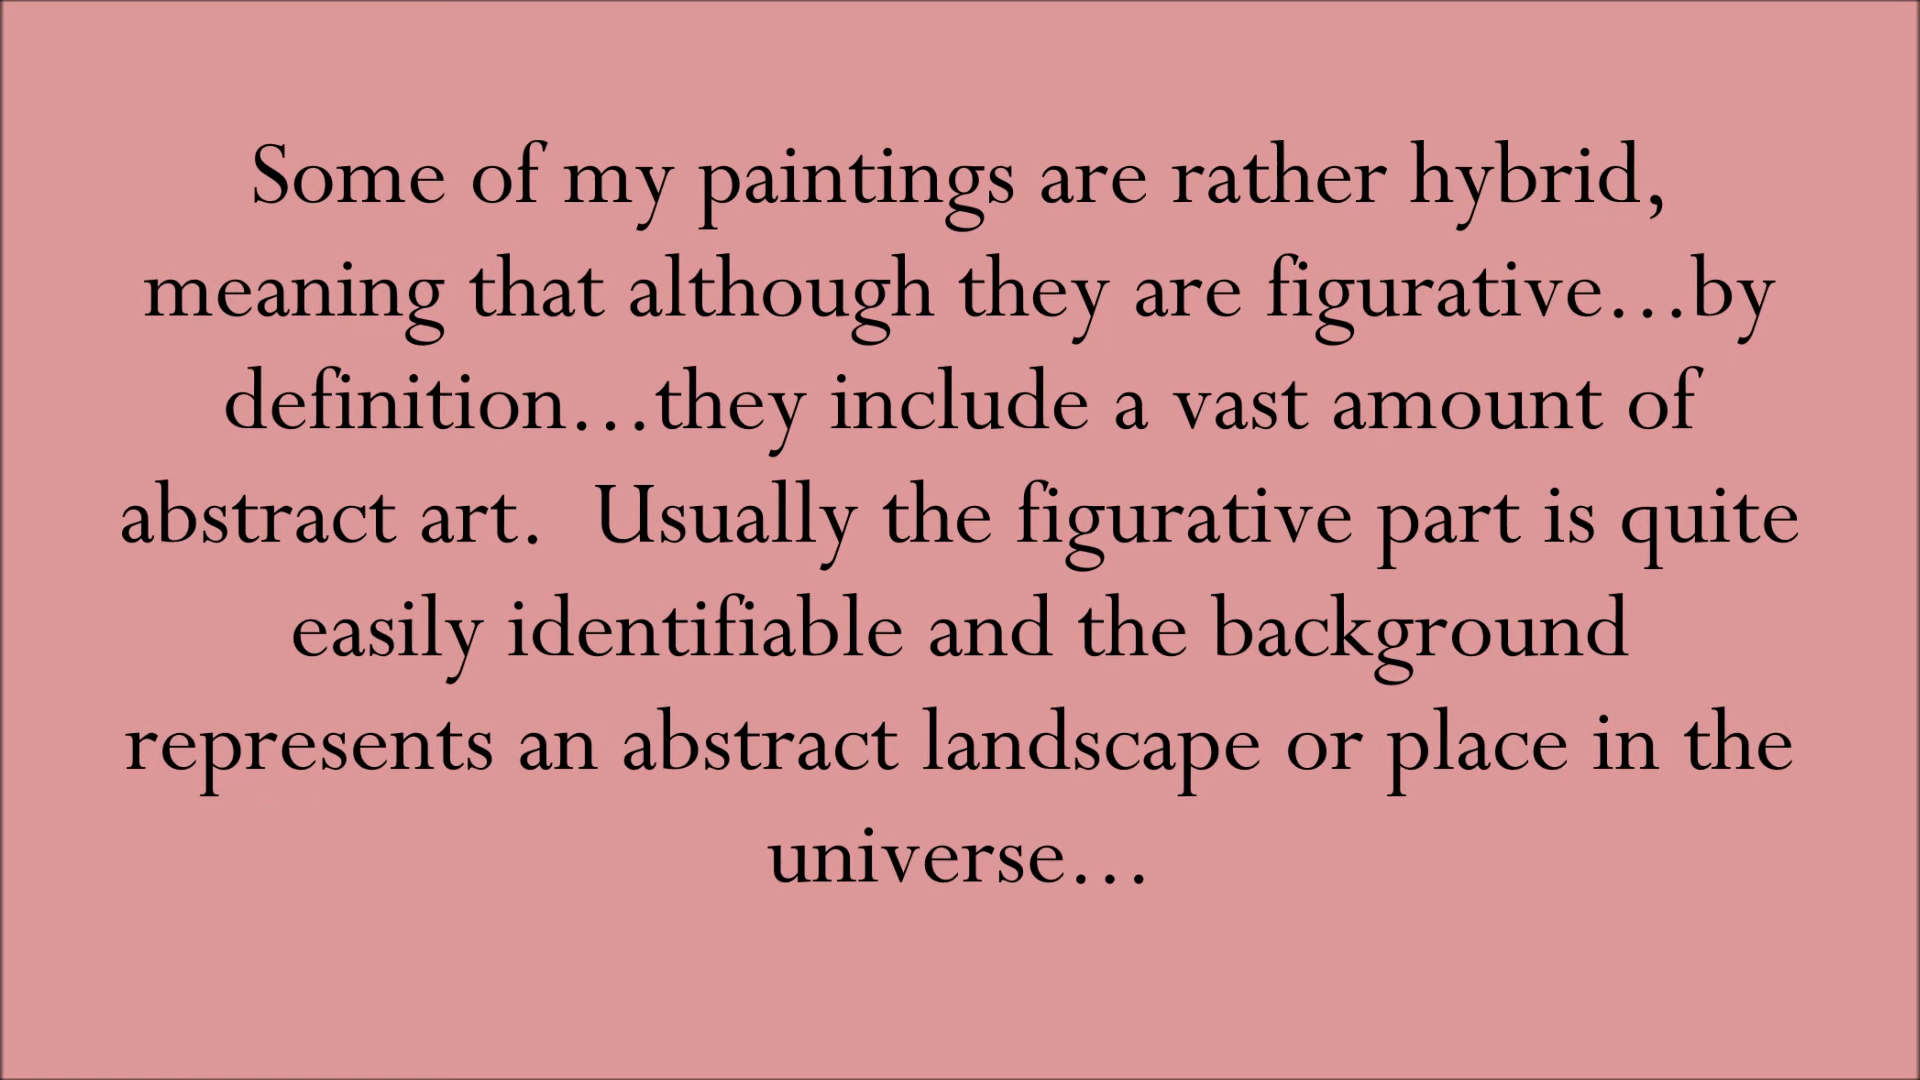 Some of my paintings are rather hybrid,
meaning that although they are figurative…by
definition…they include a vast amount of
abstract art.  Usually the figurative part is quite
easily identifiable and the background
represents an abstract landscape or place in the
universe…